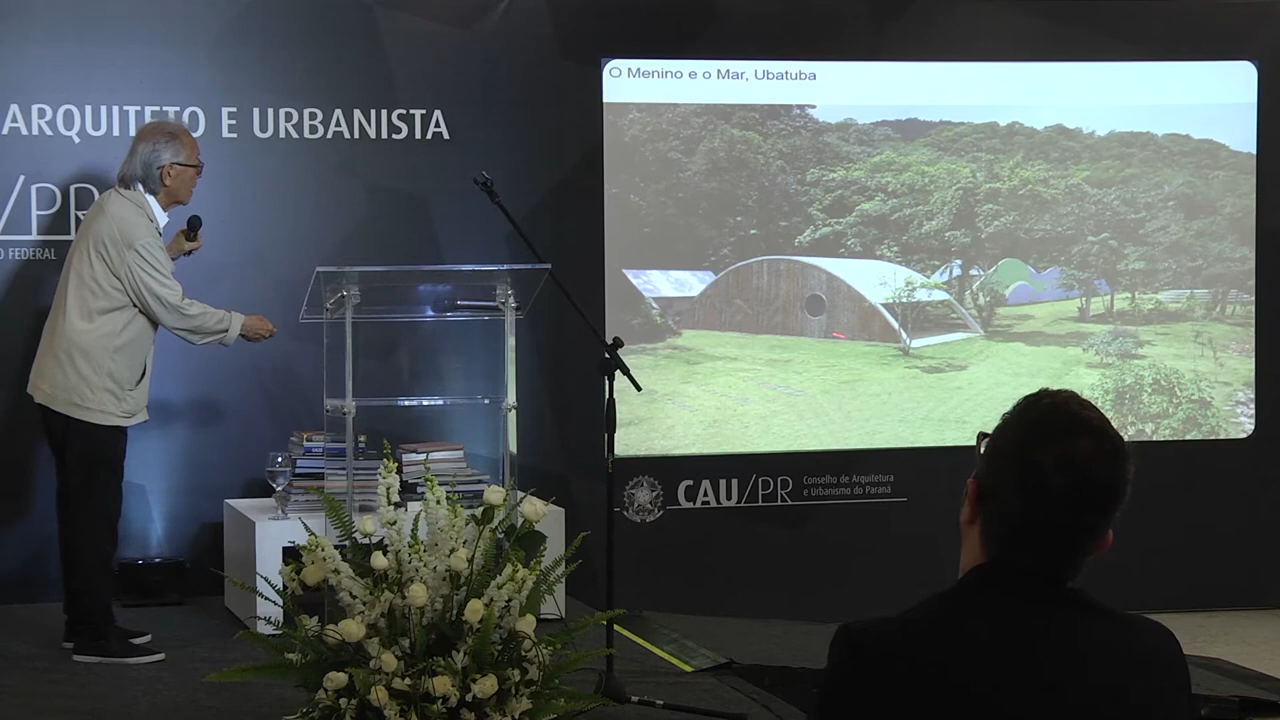 ARQUITETO E URBANISTA
/PR
O FEDERAL
O Menino e o Mar, Ubatuba
CAU/PR
Conselho de Arquitetura
e Urbanismo do Paraná